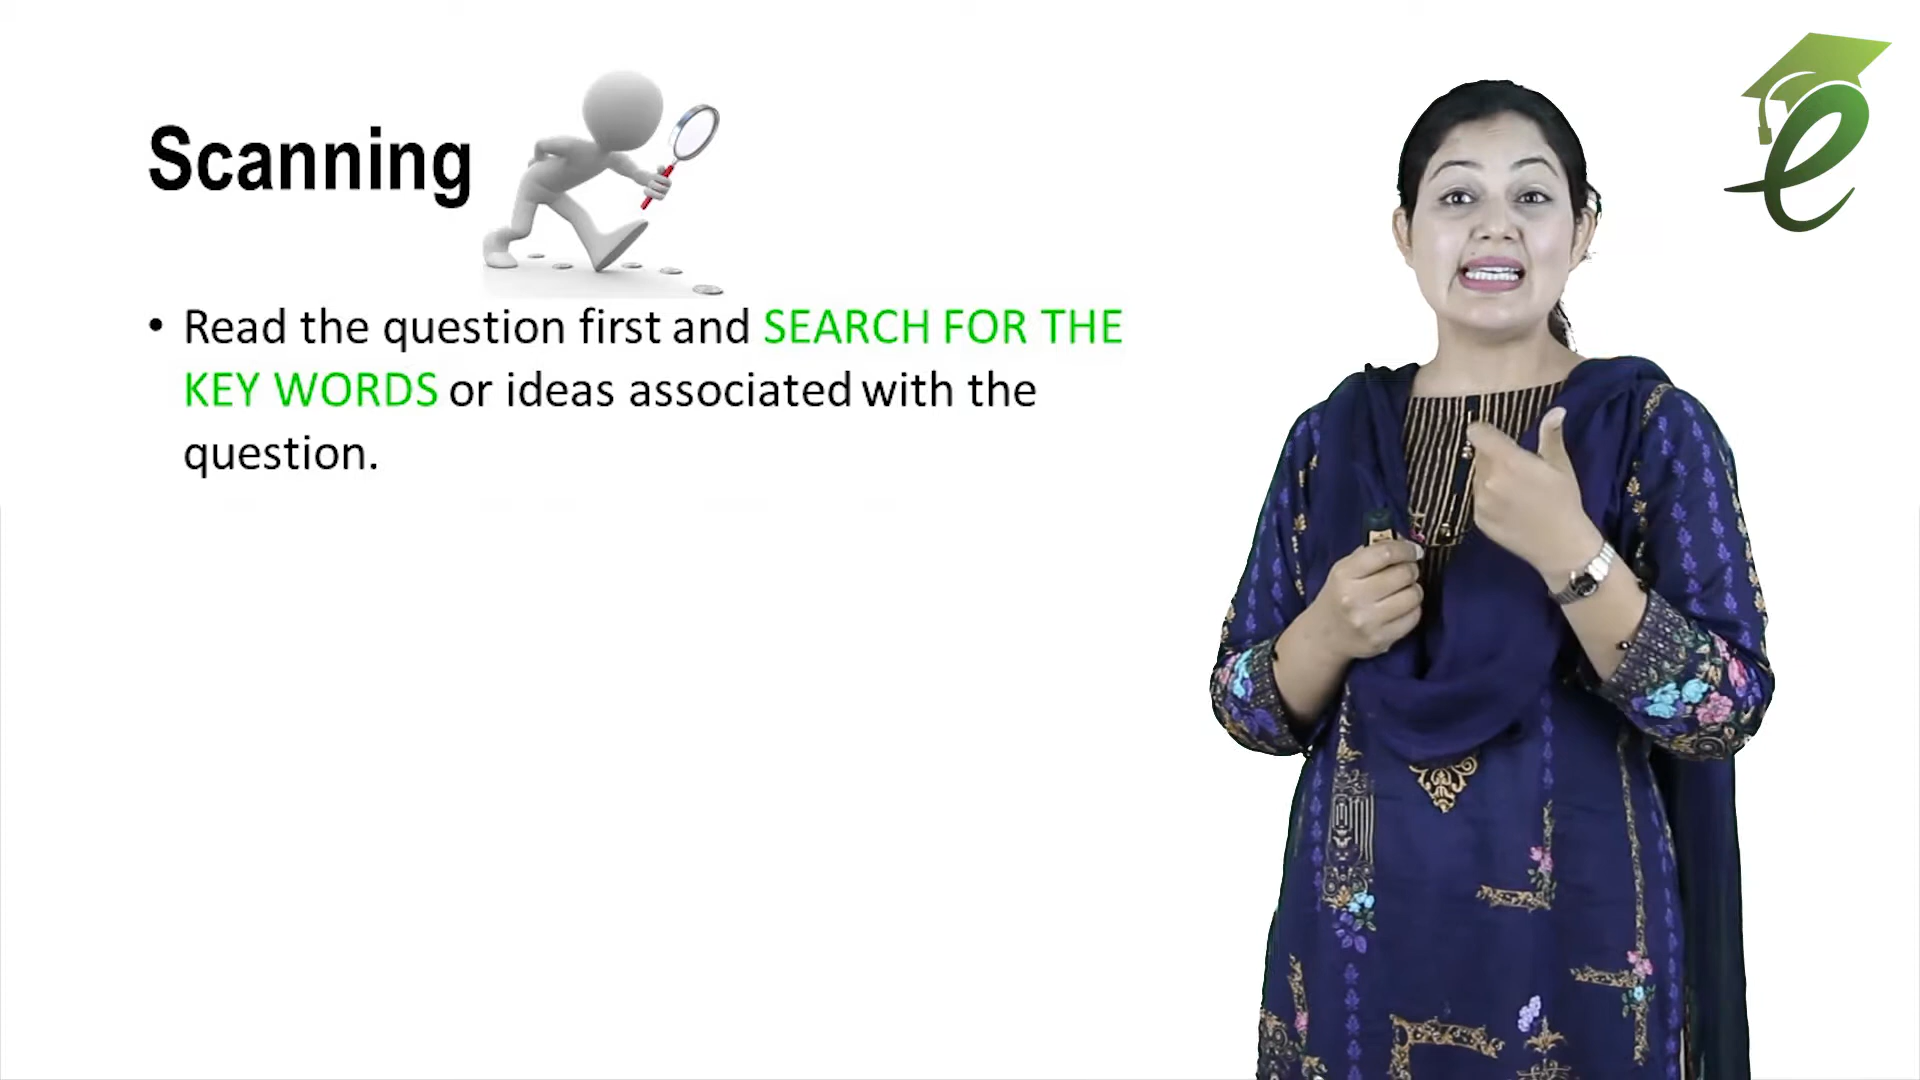 Scanning
• Read the question first and SEARCH FOR THE
KEY WORDS or ideas associated with the
question.